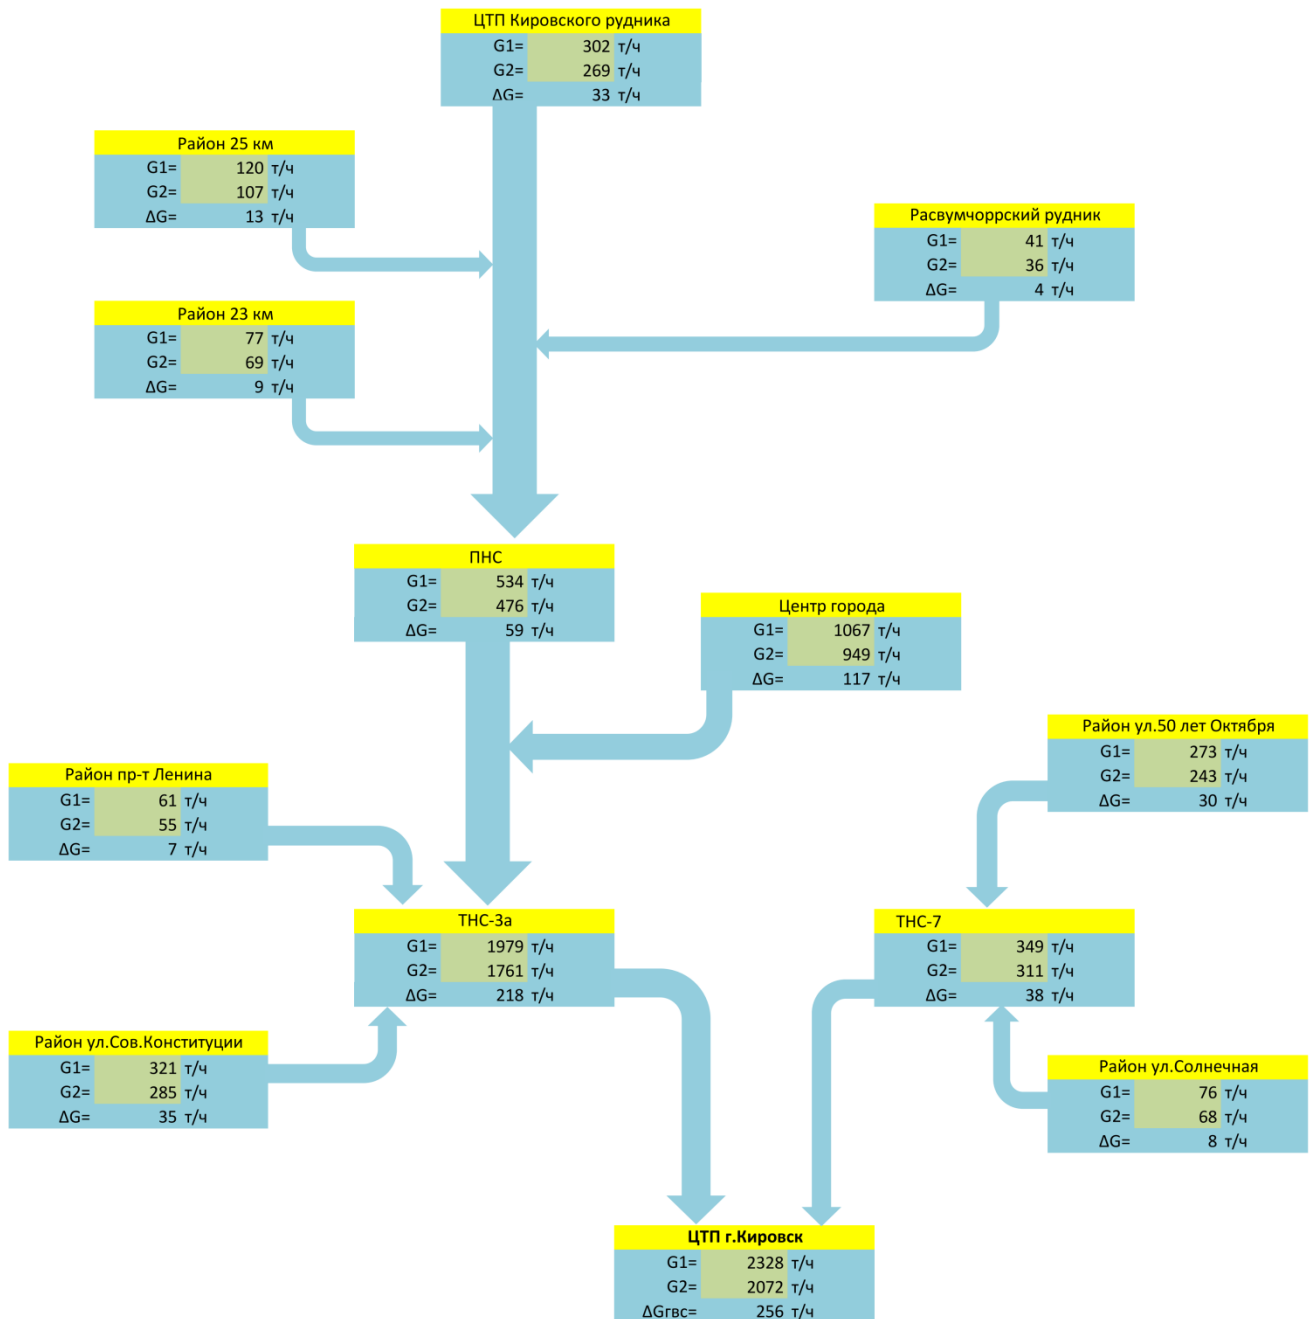 ЦТП Кировского рудника
G1= 302 т/ч
G2= 269 т/ч
ΔG= 33 т/ч
Район 25 км
G1= 120 т/ч
G2= 107 т/ч
ΔG= 13 т/ч
Расвумчоррский рудник
G1= 41 т/ч
G2= 36 т/ч
ΔG= 4 т/ч
Район 23 км
G1= 77 т/ч
G2= 69 т/ч
ΔG= 9 т/ч
ПНС
G1= 534 т/ч
G2= 476 т/ч
ΔG= 59 т/ч
Центр города
G1= 1067 т/ч
G2= 949 т/ч
ΔG= 117 т/ч
Район ул.50 лет Октября
G1= 273 т/ч
G2= 243 т/ч
ΔG= 30 т/ч
Район пр-т Ленина
G1= 61 т/ч
G2= 55 т/ч
ΔG= 7 т/ч
ТНС-3а
G1= 1979 т/ч
G2= 1761 т/ч
ΔG= 218 т/ч
ТНС-7
G1= 349 т/ч
G2= 311 т/ч
ΔG= 38 т/ч
Район ул.Сов.Конституции
G1= 321 т/ч
G2= 285 т/ч
ΔG= 35 т/ч
Район ул.Солнечная
G1= 76 т/ч
G2= 68 т/ч
ΔG= 8 т/ч
ЦТП г.Кировск
G1= 2328 т/ч
G2= 2072 т/ч
ΔGгвс= 256 т/ч